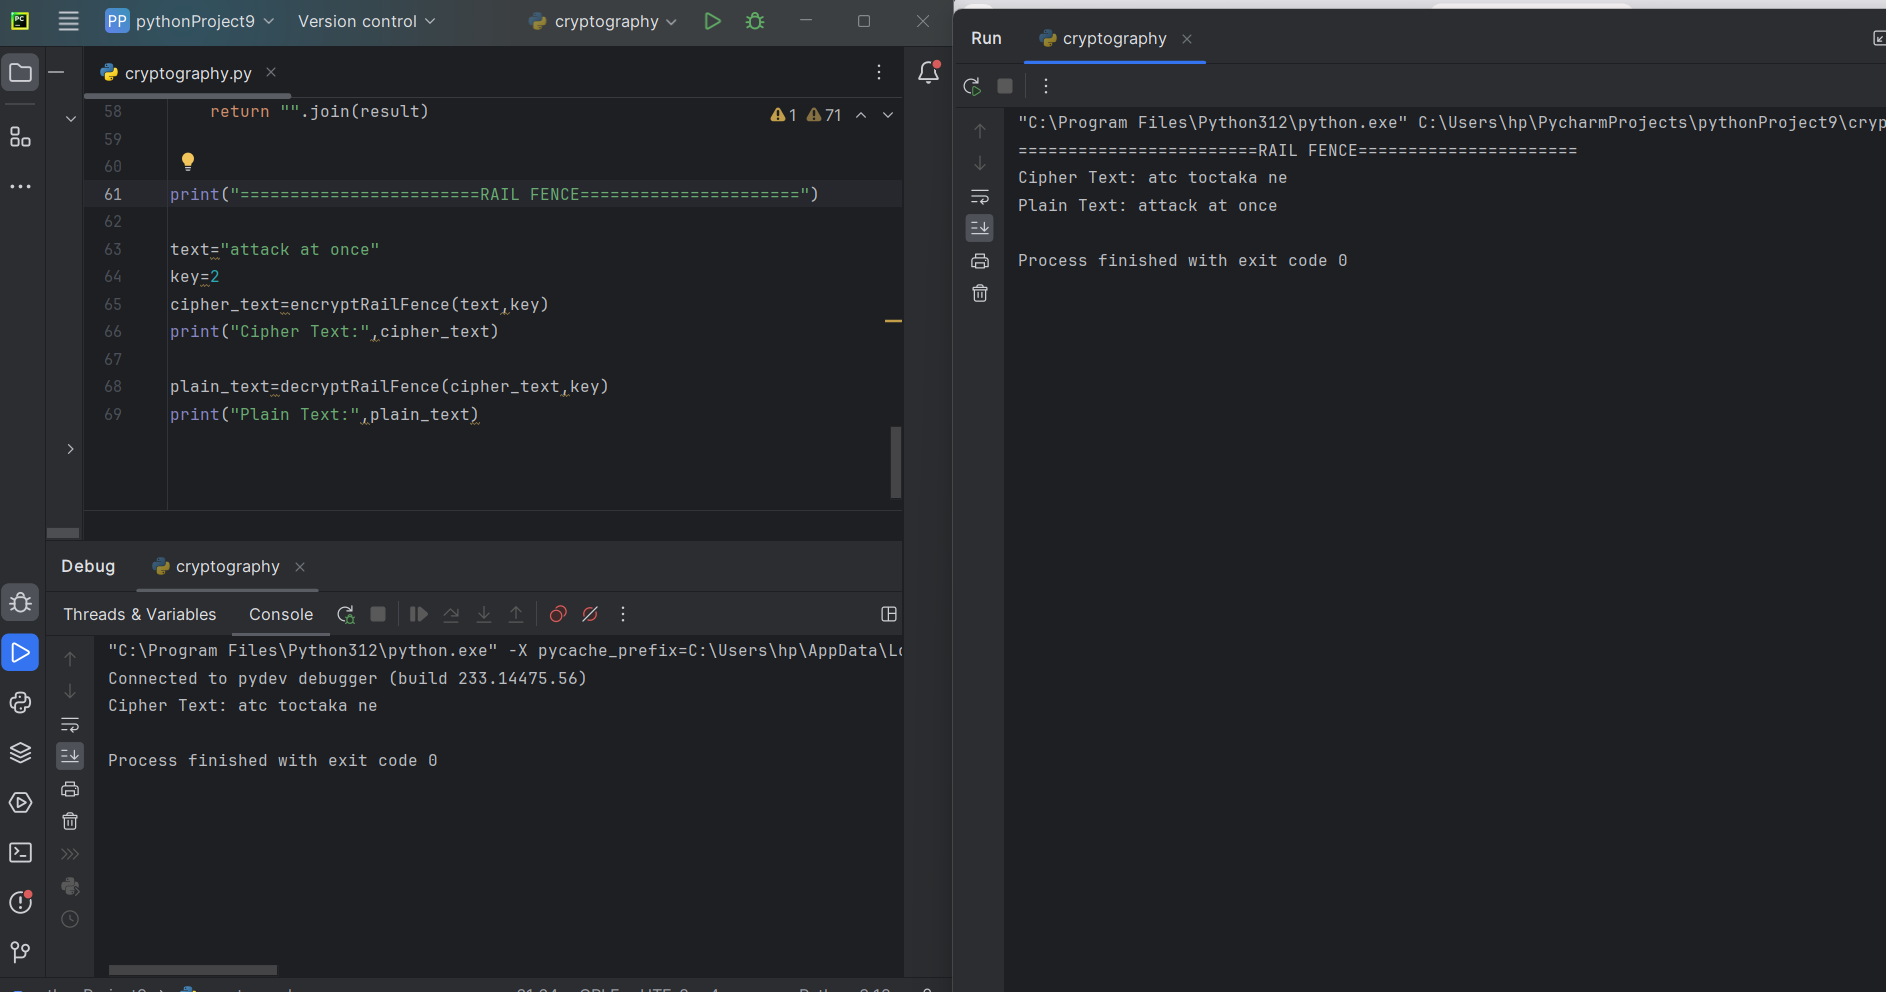 PC
PP pythonProject9 Version control cryptography
cryptography.py
1 71
58 return "".join(result)
59
60
61 print("========================RAIL FENCE======================")
62
63 text="attack at once"
64 key=2
65 cipher_text=encryptRailFence(text,key)
66 print("Cipher Text:",cipher_text)
67
68 plain_text=decryptRailFence(cipher_text,key)
69 print("Plain Text:",plain_text)
Debug cryptography
Threads & Variables Console
"C:\Program Files\Python312\python.exe" -X pycache_prefix=C:\Users\hp\AppData\Lo
Connected to pydev debugger (build 233.14475.56)
Cipher Text: atc toctaka ne
Process finished with exit code 0
Run cryptography
"C:\Program Files\Python312\python.exe" C:\Users\hp\PycharmProjects\pythonProject9\cryp
========================RAIL FENCE======================
Cipher Text: atc toctaka ne
Plain Text: attack at once
Process finished with exit code 0